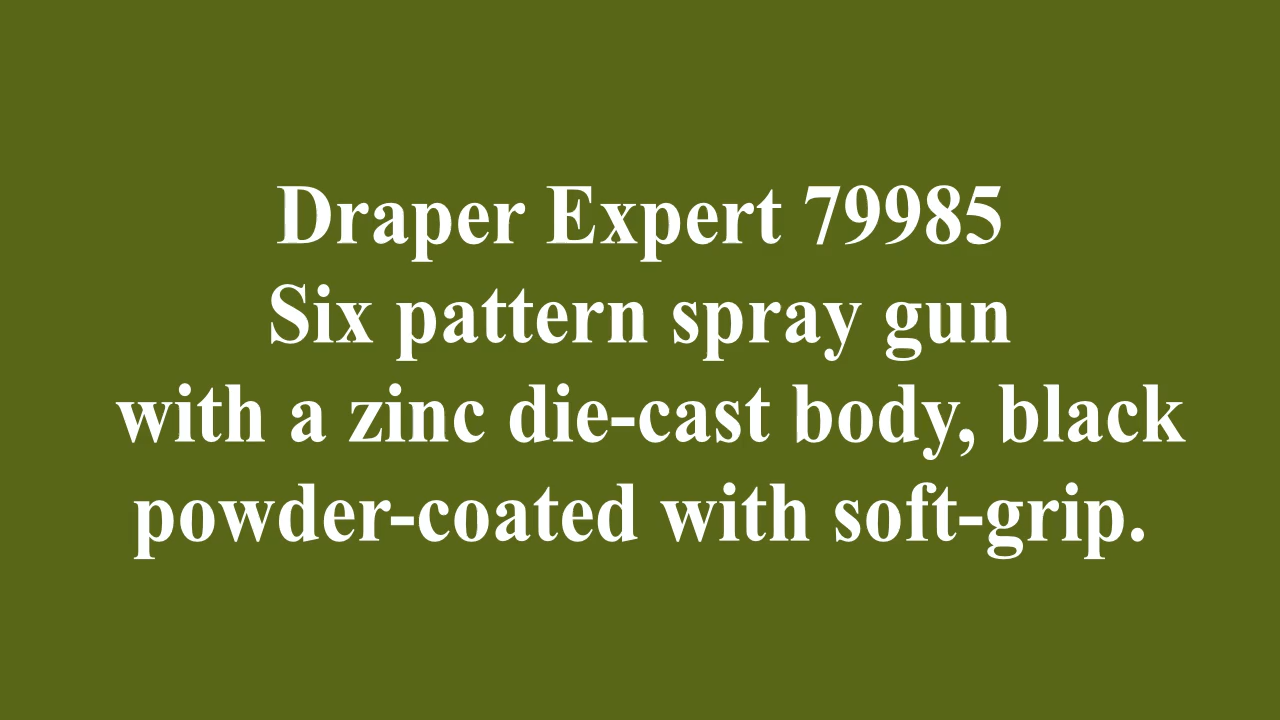 Draper Expert 79985
Six pattern spray gun
with a zinc die-cast body, black
powder-coated with soft-grip.